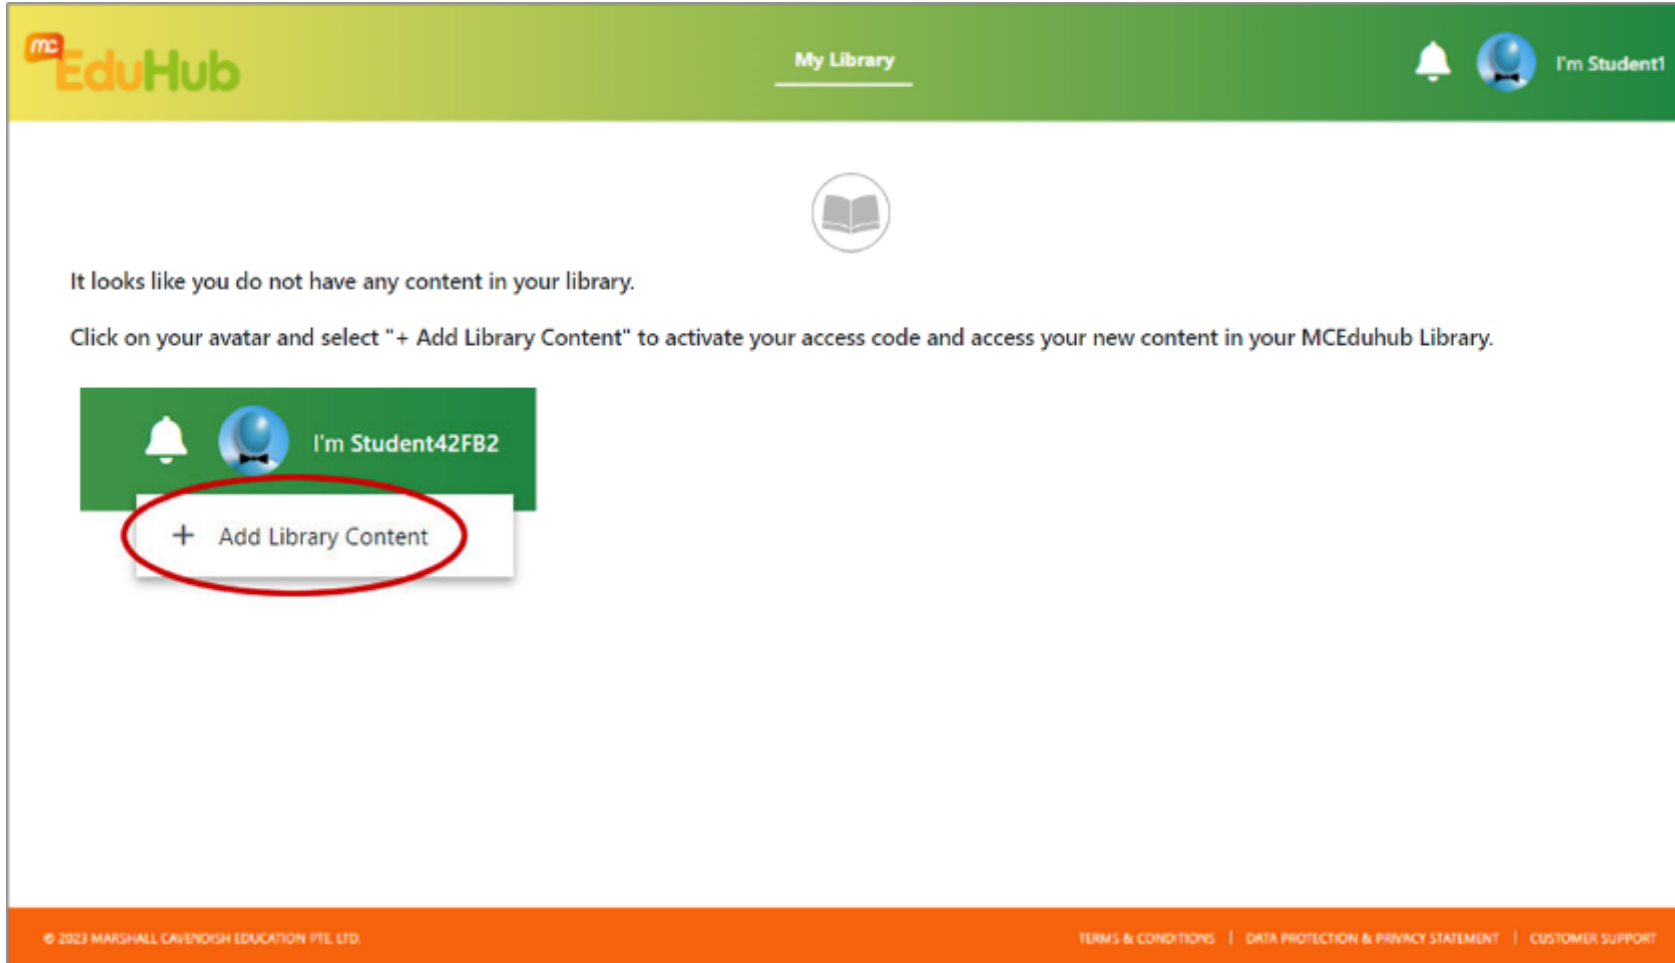 mc
EduHub
My Library
I'm Student1
It looks like you do not have any content in your library.
Click on your avatar and select "+ Add Library Content" to activate your access code and access your new content in your MCEduhub Library.
I'm Student42FB2
+ Add Library Content
© 2023 MARSHALL CAVENDISH EDUCATION PTE. LTD.
TERMS & CONDITIONS | DATA PROTECTION & PRIVACY STATEMENT | CUSTOMER SUPPORT